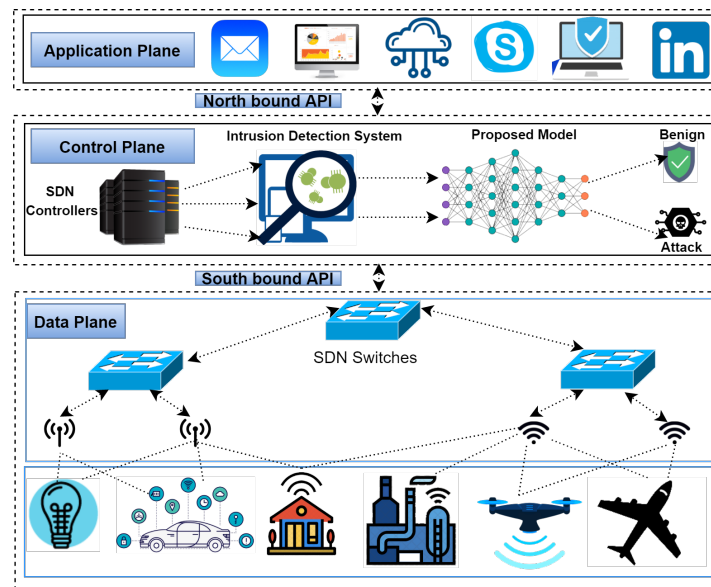 Application Plane
in
North bound API
Control Plane
Intrusion Detection System
Proposed Model
Benign
SDN
Controllers
Attack
South bound API
Data Plane
SDN Switches